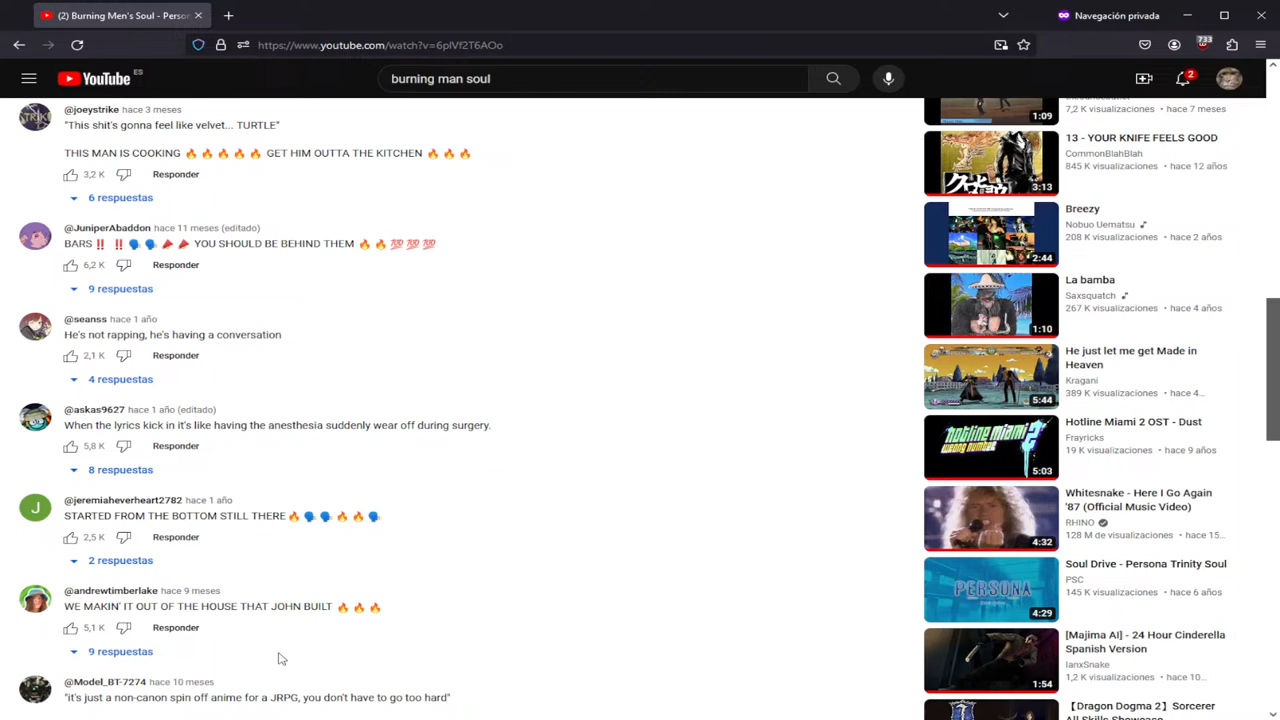 (2) Burning Men's Soul - Person
Navegación privada
https://www.youtube.com/watch?v=6plVf2T6AOo
733
YouTube ES
burning man soul
2
@joeystrike hace 3 meses
"This shit's gonna feel like velvet... TURTLE"
THIS MAN IS COOKING 🔥🔥🔥🔥🔥 GET HIM OUTTA THE KITCHEN 🔥🔥🔥
3,2 K Responder
6 respuestas
@JuniperAbaddon hace 11 meses (editado)
BARS‼️ ‼️🗣️🗣️📣📣 YOU SHOULD BE BEHIND THEM 🔥🔥💯💯💯
6,2 K Responder
9 respuestas
@seanss hace 1 año
He's not rapping, he's having a conversation
2,1 K Responder
4 respuestas
@askas9627 hace 1 año (editado)
When the lyrics kick in it's like having the anesthesia suddenly wear off during surgery.
5,8 K Responder
8 respuestas
@jeremiaheverheart2782 hace 1 año
STARTED FROM THE BOTTOM STILL THERE🔥🗣️🗣️🔥🔥🗣️
2,5 K Responder
2 respuestas
@andrewtimberlake hace 9 meses
WE MAKIN' IT OUT OF THE HOUSE THAT JOHN BUILT 🔥🔥🔥
5,1 K Responder
9 respuestas
@Model_BT-7274 hace 10 meses
"it's just a non-canon spin off anime for a JRPG, you don't have to go too hard"
1:09
7,2 K visualizaciones • hace 7 meses
3:13
13 - YOUR KNIFE FEELS GOOD
CommonBlahBlah
845 K visualizaciones • hace 12 años
2:44
Breezy
Nobuo Uematsu
208 K visualizaciones • hace 2 años
1:10
La bamba
Saxsquatch
267 K visualizaciones • hace 4 años
5:44
He just let me get Made in
Heaven
Kragani
389 K visualizaciones • hace 4...
HOTLINE MIAMI 2
WRONG NUMBER
5:03
Hotline Miami 2 OST - Dust
Frayricks
19 K visualizaciones • hace 9 años
4:32
Whitesnake - Here I Go Again
'87 (Official Music Video)
RHINO
128 M de visualizaciones • hace 15...
PERSONA
4:29
Soul Drive - Persona Trinity Soul
PSC
145 K visualizaciones • hace 6 años
1:54
[Majima AI] - 24 Hour Cinderella
Spanish Version
IanxSnake
1,2 K visualizaciones • hace 10...
【Dragon Dogma 2】Sorcerer
All Skills Showcase